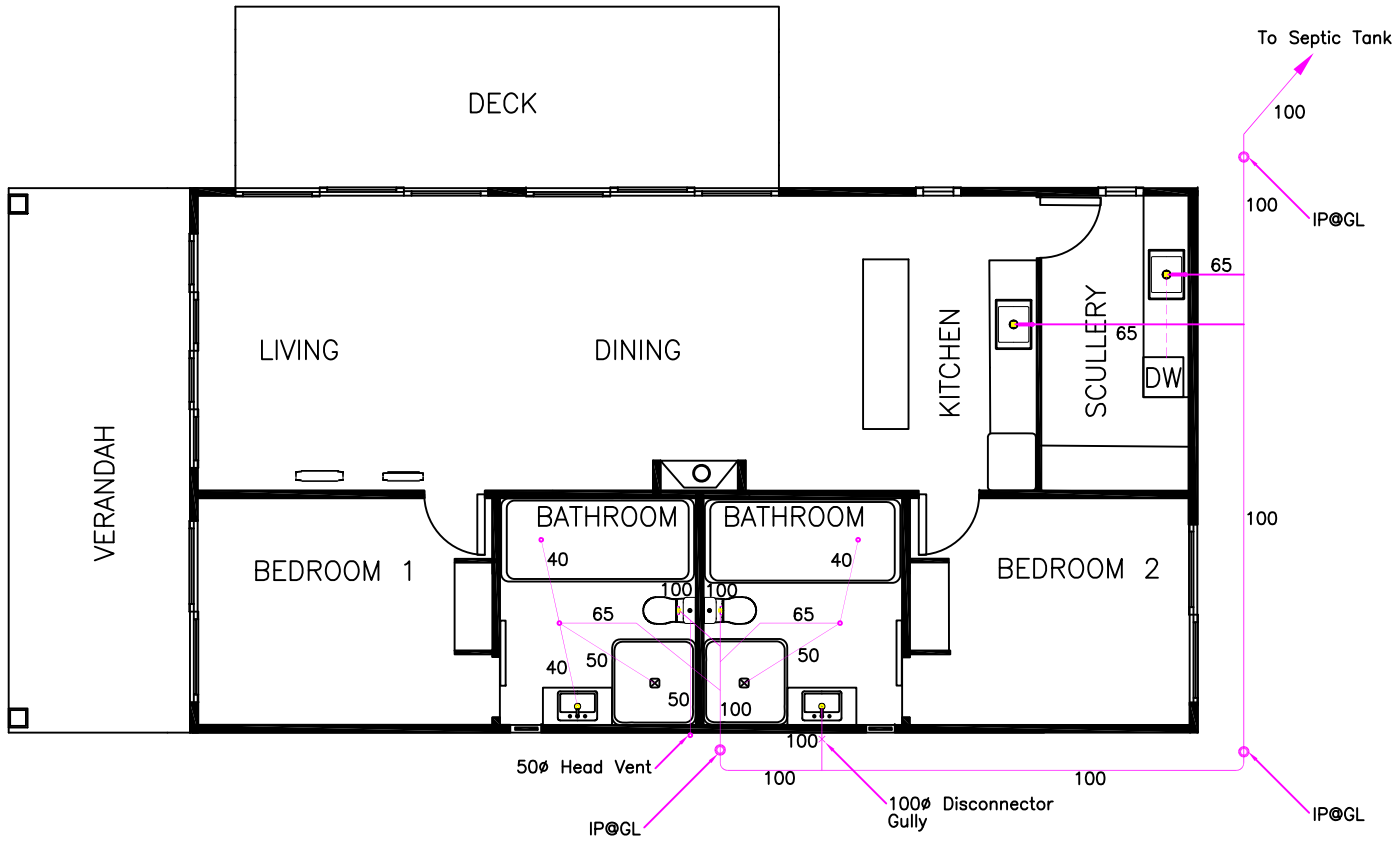 To Septic Tank
DECK
100
100
IP@GL
65
65
LIVING
DINING
KITCHEN
SCULLERY
DW
VERANDAH
BATHROOM
BATHROOM
100
BEDROOM 1
BEDROOM 2
40
40
100
100
65
65
50
50
40
50
100
100
50ø Head Vent
100
100
100ø Disconnector
Gully
IP@GL
IP@GL